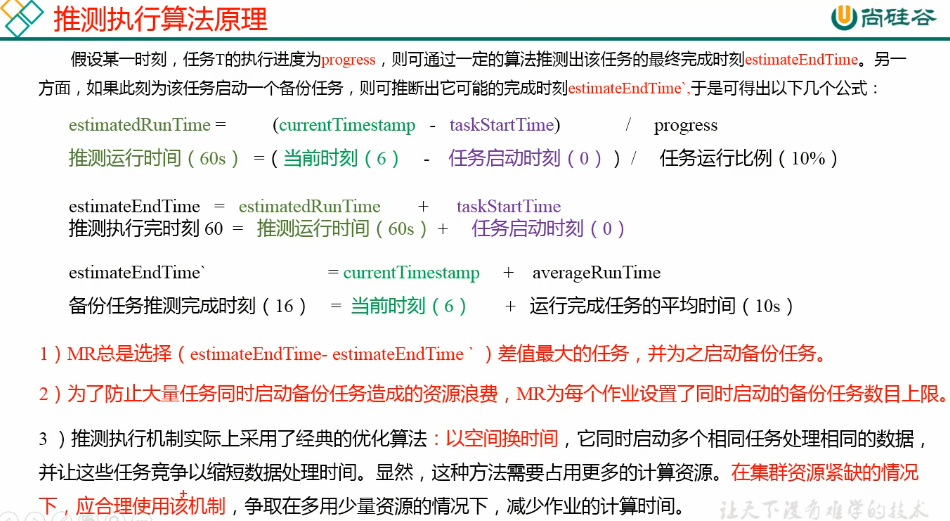 推测执行算法原理
尚硅谷
假设某一时刻，任务T的执行进度为progress，则可通过一定的算法推测出该任务的最终完成时刻estimateEndTime。另一
方面，如果此刻为该任务启动一个备份任务，则可推断出它可能的完成时刻estimateEndTime`,于是可得出以下几个公式：
estimatedRunTime = (currentTimestamp - taskStartTime) / progress
推测运行时间（60s） =（当前时刻（6） - 任务启动时刻（0））/ 任务运行比例（10%）
estimateEndTime = estimatedRunTime + taskStartTime
推测执行完时刻 60 = 推测运行时间（60s）+ 任务启动时刻（0）
estimateEndTime` = currentTimestamp + averageRunTime
备份任务推测完成时刻（16） = 当前时刻（6） + 运行完成任务的平均时间（10s）
1）MR总是选择（estimateEndTime- estimateEndTime ` ）差值最大的任务，并为之启动备份任务。
2）为了防止大量任务同时启动备份任务造成的资源浪费，MR为每个作业设置了同时启动的备份任务数目上限。
3 ）推测执行机制实际上采用了经典的优化算法：以空间换时间，它同时启动多个相同任务处理相同的数据，
并让这些任务竞争以缩短数据处理时间。显然，这种方法需要占用更多的计算资源。在集群资源紧缺的情况
下，应合理使用该机制，争取在多用少量资源的情况下，减少作业的计算时间。
让天下没有难学的技术